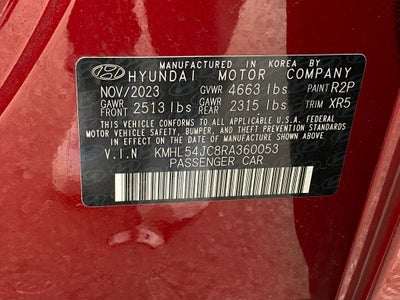 MANUFACTURED IN KOREA BY
HYUNDAI MOTOR COMPANY
NOV/2023 GVWR 4663 lbs PAINT R2P
GAWR FRONT 2513 lbs GAWR REAR 2315 lbs TRIM XR5
THIS VEHICLE CONFORMS TO ALL APPLICABLE U.S.A. FEDERAL
MOTOR VEHICLE SAFETY, BUMPER, AND THEFT PREVENTION
STANDARDS IN EFFECT ON THE DATE OF MANUFACTURE SHOWN ABOVE.
V.I.N KMHL54JC8RA360053
PASSENGER CAR